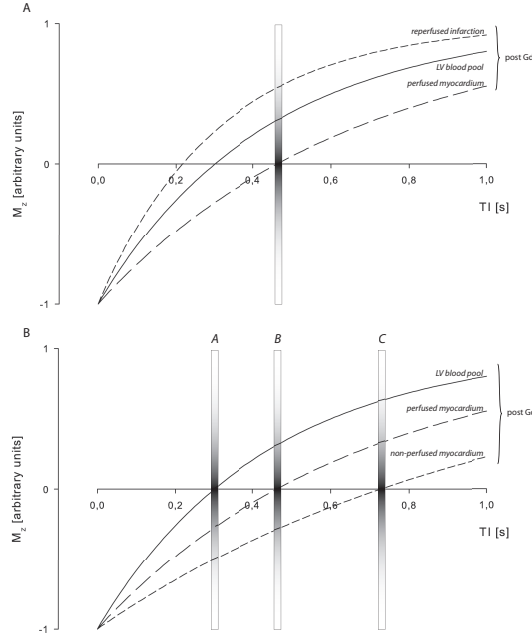 A
1
reperfused infarction
post Gd
LV blood pool
perfused myocardium
0
0,0
0,2
0,4
0,6
0,8
1,0
TI [s]
-1
Mz [arbitrary units]
B
A
B
C
1
LV blood pool
perfused myocardium
post Gd
non-perfused myocardium
0
0,0
0,2
0,4
0,6
0,8
1,0
TI [s]
-1
Mz [arbitrary units]